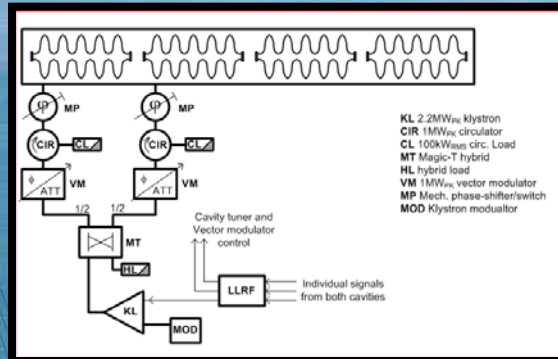 φ
MP
φ
MP
CIR
CL
CIR
CL
ϕ
ATT
VM
ϕ
ATT
VM
1/2
1/2
MT
HL
KL
MOD
Cavity tuner and
Vector modulator
control
LLRF
Individual signals
from both cavities
KL 2.2MWPK klystron
CIR 1MWPK circulator
CL 100kWRMS circ. Load
MT Magic-T hybrid
HL hybrid load
VM 1MWPK vector modulator
MP Mech. phase-shifter/switch
MOD Klystron modualtor